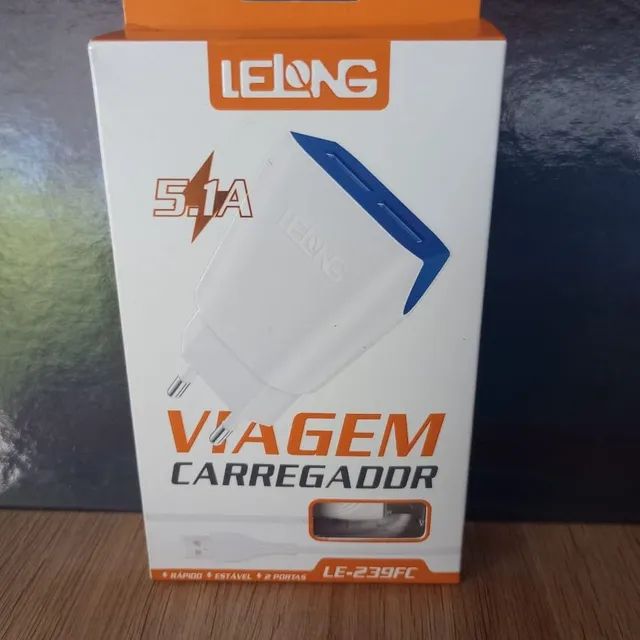 LELONG
5.1A
LELONG
VIAGEM
CARREGADOR
RÁPIDO ESTÁVEL 2 PORTAS
LE-239FC